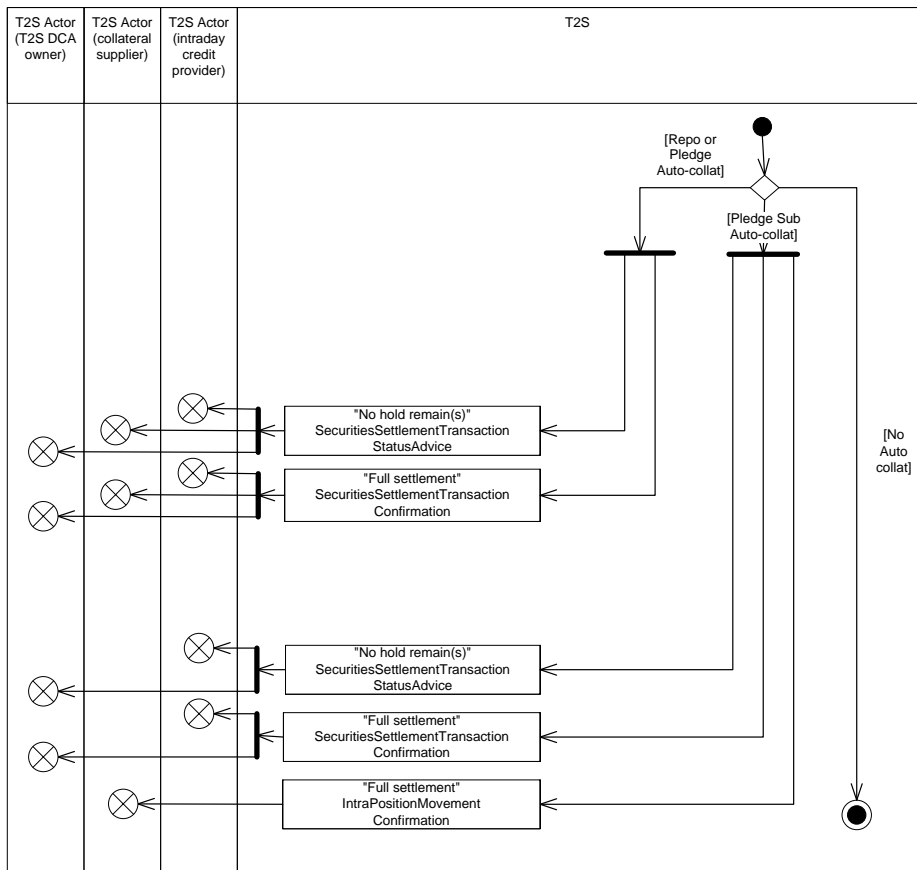 T2S Actor
(T2S DCA
owner)
T2S Actor
(collateral
supplier)
T2S Actor
(intraday
credit
provider)
T2S
[Repo or
Pledge
Auto-collat]
[Pledge Sub
Auto-collat]
[No
Auto
collat]
"No hold remain(s)"
SecuritiesSettlementTransaction
StatusAdvice
"Full settlement"
SecuritiesSettlementTransaction
Confirmation
"No hold remain(s)"
SecuritiesSettlementTransaction
StatusAdvice
"Full settlement"
SecuritiesSettlementTransaction
Confirmation
"Full settlement"
IntraPositionMovement
Confirmation